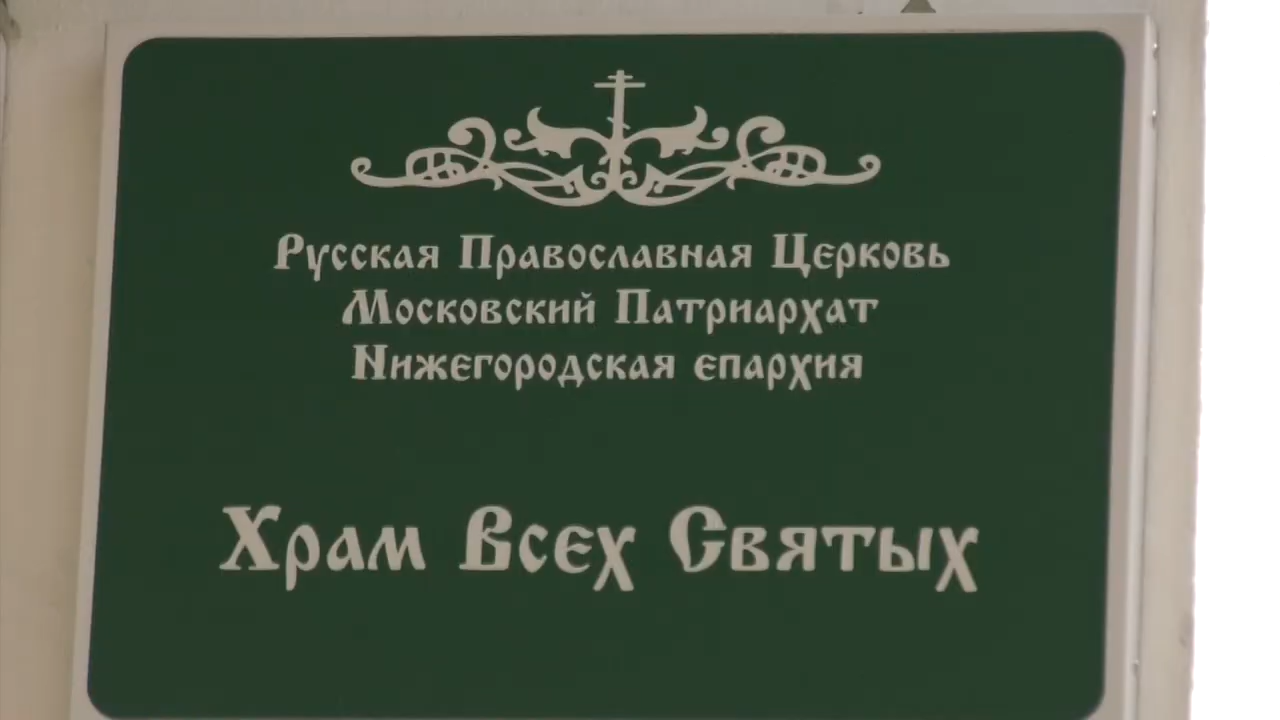 Русская Православная Церковь
Московский Патриархат
Нижегородская епархия
Храм Всех Святых